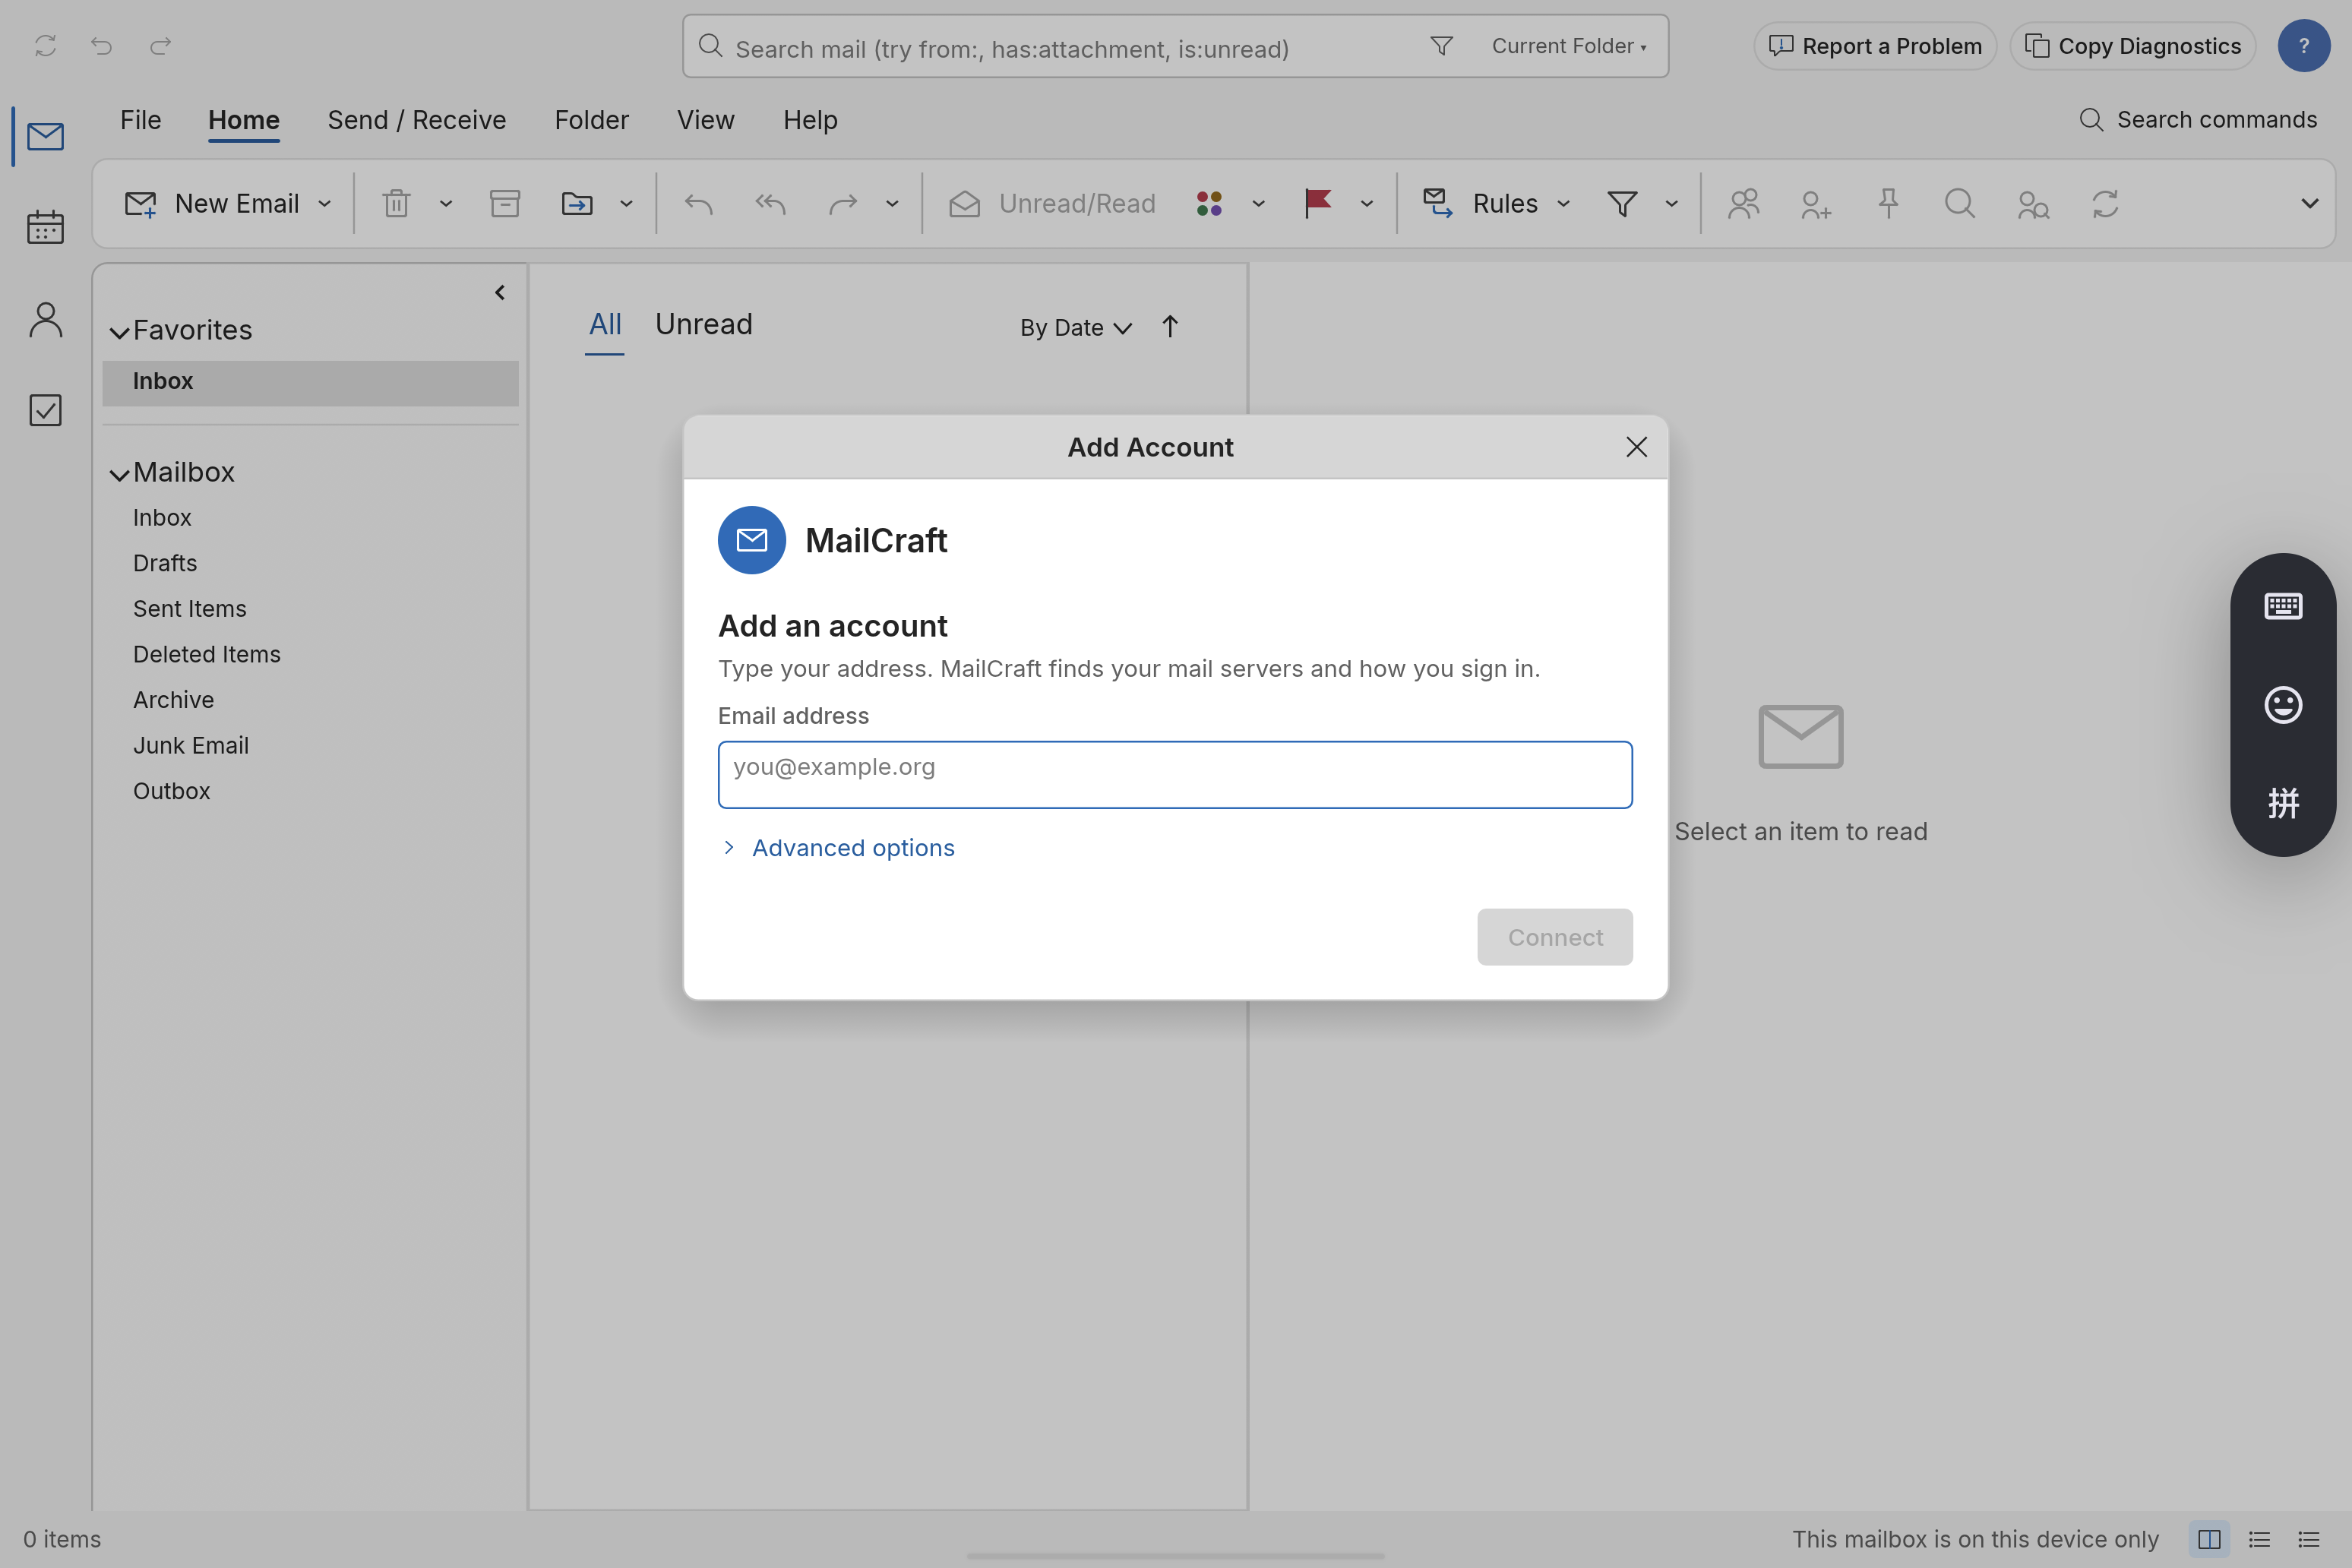 Search mail (try from:, has:attachment, is:unread)
Current Folder
Report a Problem
Copy Diagnostics
?
File
Home
Send / Receive
Folder
View
Help
Search commands
New Email
Unread/Read
Rules
Favorites
Inbox
Mailbox
Inbox
Drafts
Sent Items
Deleted Items
Archive
Junk Email
Outbox
All
Unread
By Date
Add Account
MailCraft
Add an account
Type your address. MailCraft finds your mail servers and how you sign in.
Email address
you@example.org
Advanced options
Connect
Select an item to read
拼
0 items
This mailbox is on this device only